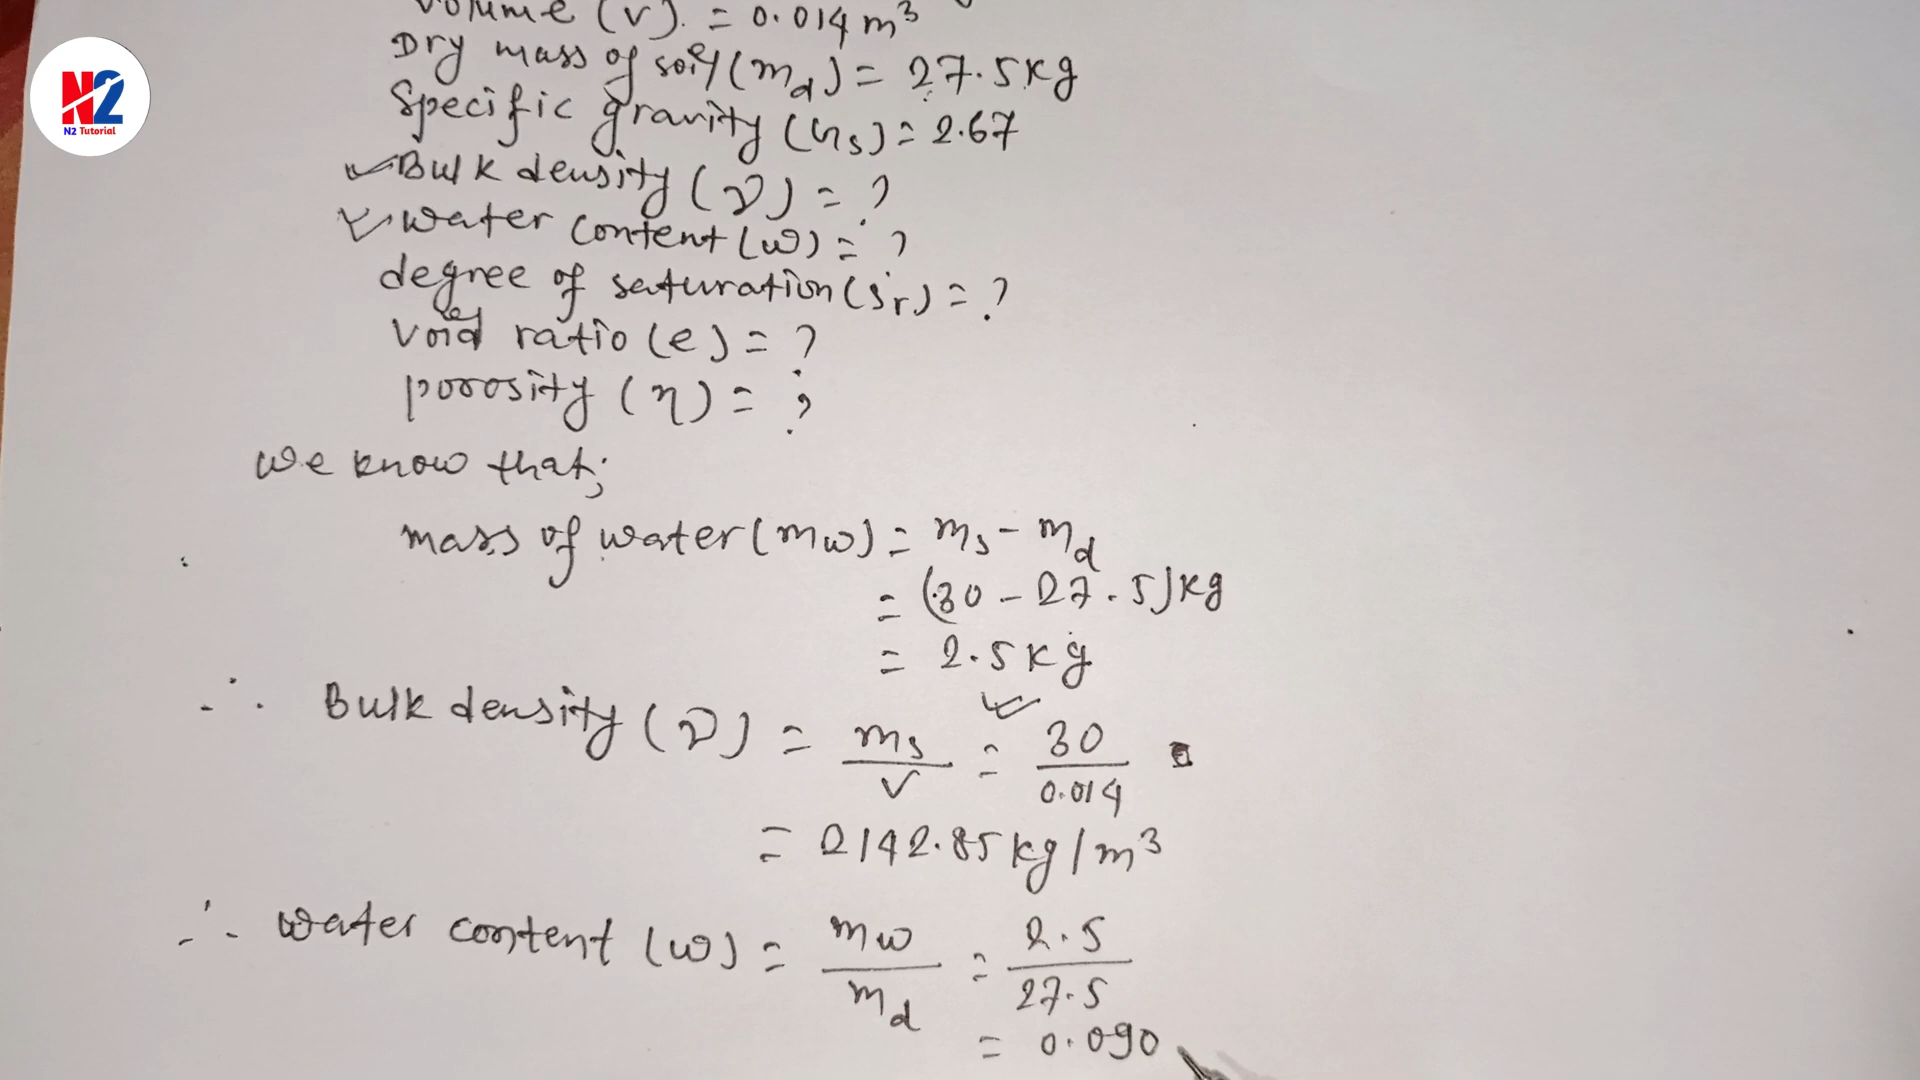 Volume (v). = 0.014 m³
Dry mass of soil (md) = 27.5 kg
N2
N2 Tutorial
Specific gravity (Gs) = 2.67
Bulk density (γ) = ?
water content (w) = ?
degree of saturation (Sr) = ?
Void ratio (e) = ?
porosity (η) = ?
we know that;
mass of water (mw) = ms - md
= (30 - 27.5) kg
= 2.5 kg
∴ Bulk density (γ) = ms/v = 30/0.014
= 2142.85 kg/m³
∴ water content (w) = mw/md = 2.5/27.5
= 0.090